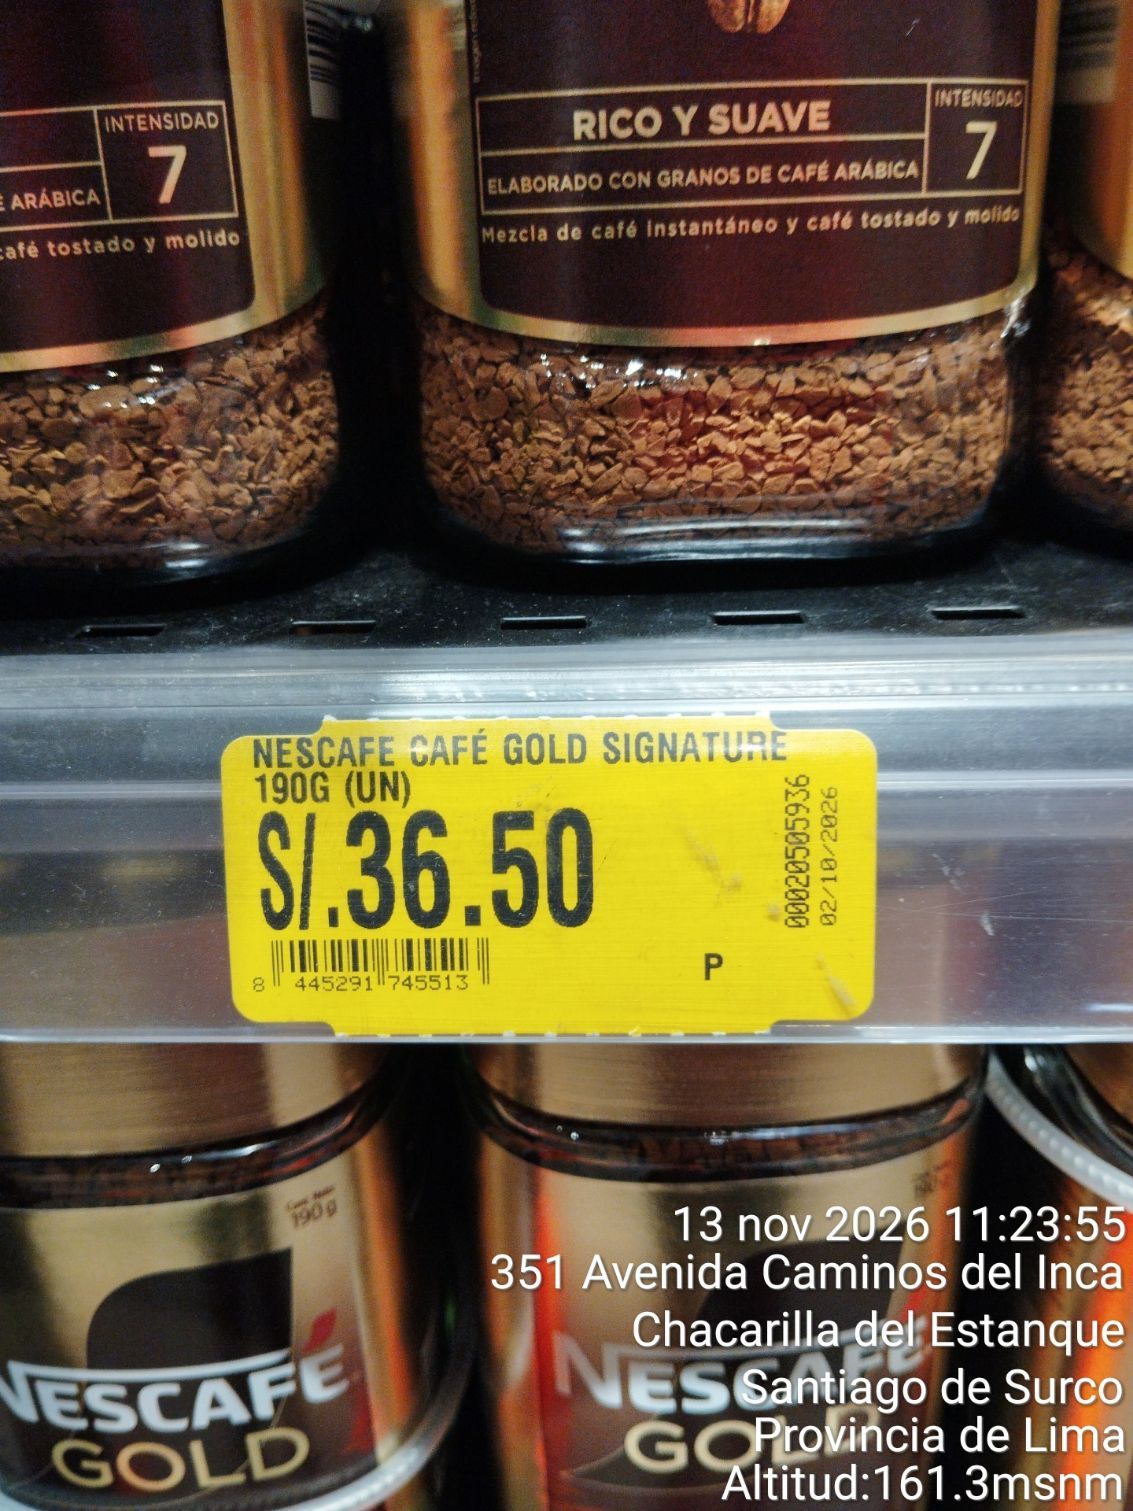 INTENSIDAD
7
ARÁBICA
café tostado y molido
RICO Y SUAVE
INTENSIDAD
7
ELABORADO CON GRANOS DE CAFÉ ARÁBICA
Mezcla de café instantáneo y café tostado y molido
NESCAFE CAFÉ GOLD SIGNATURE
190G (UN)
S/.36.50
8 445291 745513
P
00020505936
02/10/2026
Cont. Neto
190g
NESCAFÉ
GOLD
NESCAFÉ
GOLD
13 nov 2026 11:23:55
351 Avenida Caminos del Inca
Chacarilla del Estanque
Santiago de Surco
Provincia de Lima
Altitud:161.3msnm